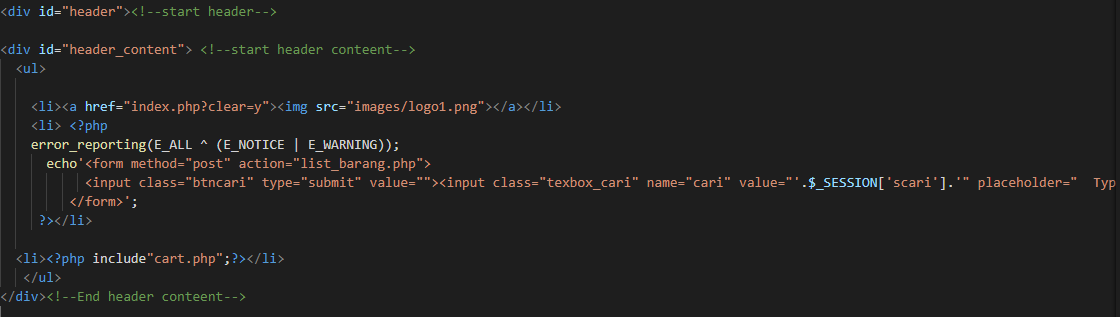 <div id="header"><!--start header-->
<div id="header_content"> <!--start header conteent-->
<ul>
<li><a href="index.php?clear=y"><img src="images/logo1.png"></a></li>
<li> <?php
error_reporting(E_ALL ^ (E_NOTICE | E_WARNING));
echo'<form method="post" action="list_barang.php">
<input class="btncari" type="submit" value=""><input class="texbox_cari" name="cari" value="'.$_SESSION['scari'].'" placeholder="  Typ
</form>';
?></li>
<li><?php include"cart.php";?></li>
</ul>
</div><!--End header conteent-->